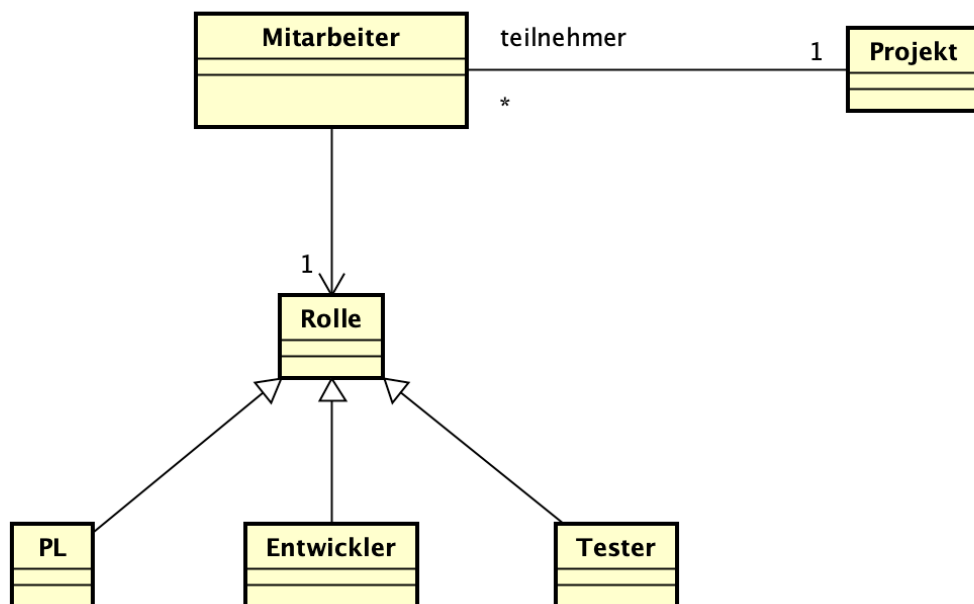 Mitarbeiter
teilnehmer
1
Projekt
*
1
Rolle
PL
Entwickler
Tester